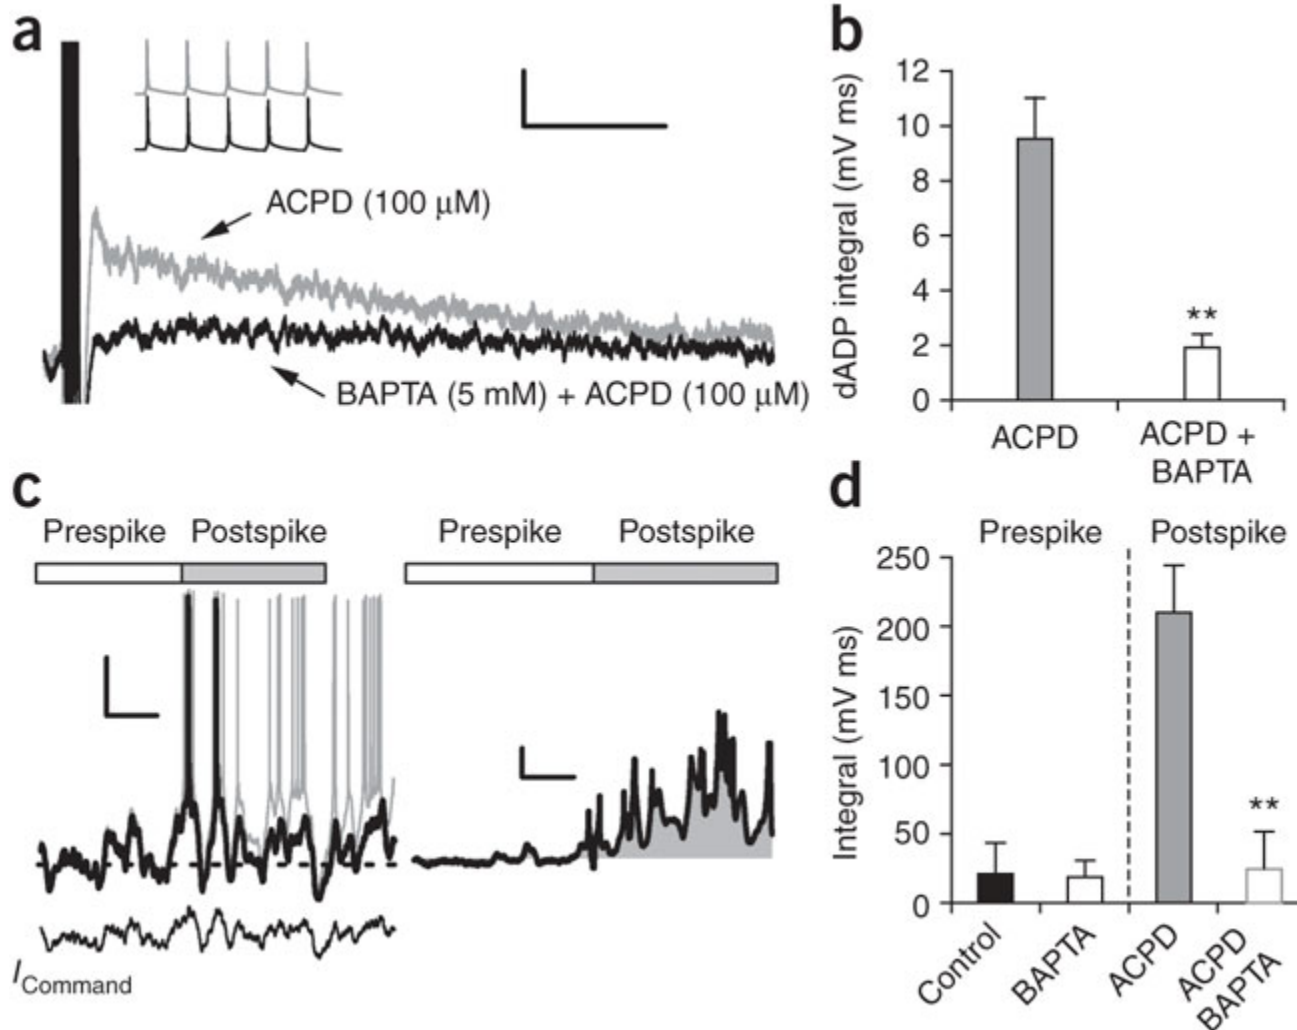 a
ACPD (100 μM)
BAPTA (5 mM) + ACPD (100 μM)
b
dADP integral (mV ms)
12
10
8
6
4
2
0
**
ACPD
ACPD +
BAPTA
c
Prespike
Postspike
Prespike
Postspike
I Command
d
Prespike
Postspike
Integral (mV ms)
250
200
150
100
50
0
**
Control
BAPTA
ACPD
ACPD
BAPTA